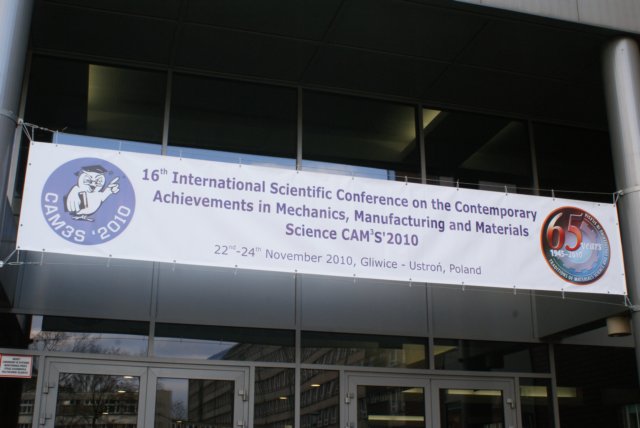 16th International Scientific Conference on the Contemporary
Achievements in Mechanics, Manufacturing and Materials
Science CAM3S'2010
22nd-24th November 2010, Gliwice - Ustroń, Poland
CAM3S '2010
65 years
1945-2010